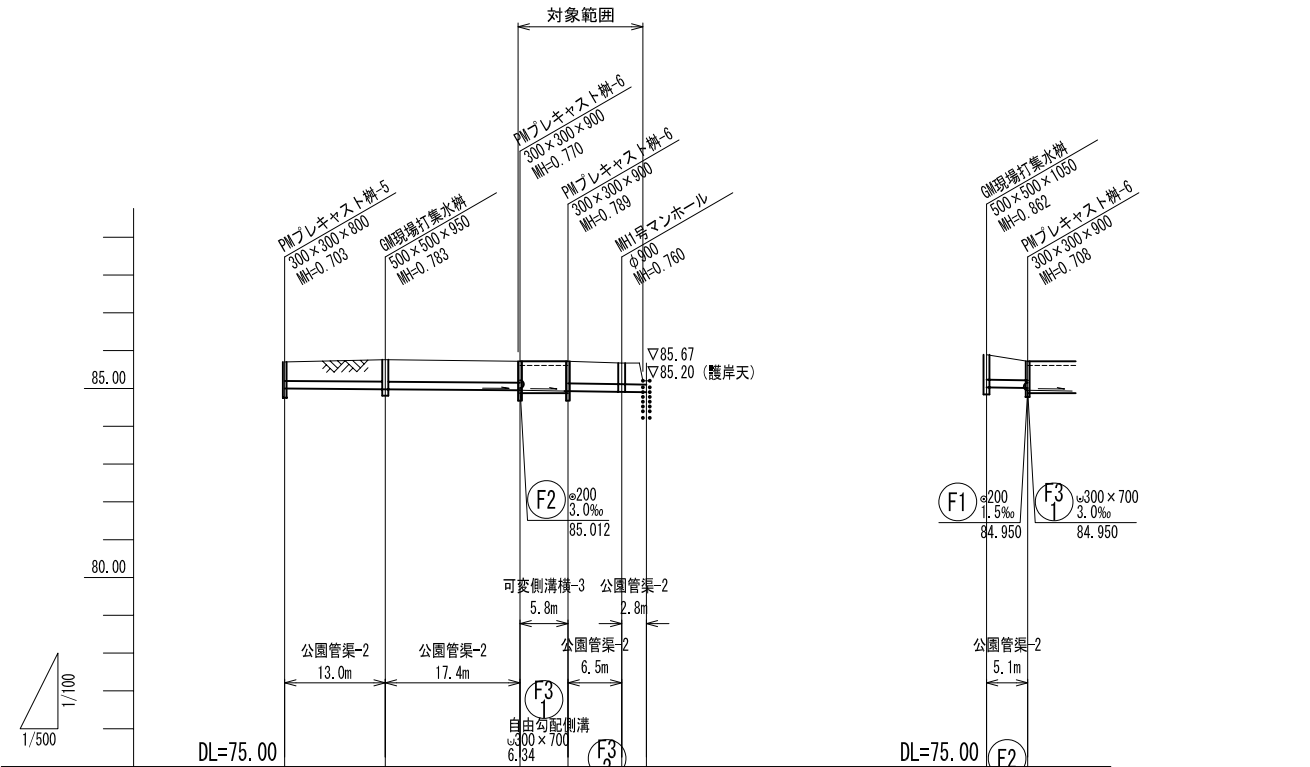 対象範囲
PMプレキャスト桝-6
300×300×900
MH=0.770
PMプレキャスト桝-6
300×300×900
MH=0.789
MH1号マンホール
φ900
MH=0.760
PMプレキャスト桝-5
300×300×800
MH=0.703
GM現場打集水桝
500×500×950
MH=0.783
GM現場打集水桝
500×500×1050
MH=0.862
PMプレキャスト桝-6
300×300×900
MH=0.708
▽85.67
▽85.20 (護岸天)
85.00
80.00
F2
200
3.0‰
85.012
F1
200
1.5‰
84.950
F3
1
300×700
3.0‰
84.950
可変側溝横-3
5.8m
公園管渠-2
2.8m
公園管渠-2
13.0m
公園管渠-2
17.4m
公園管渠-2
6.5m
公園管渠-2
5.1m
F3
1
自由勾配側溝
300×700
6.34
F3
1/100
1/500
DL=75.00
DL=75.00
F2